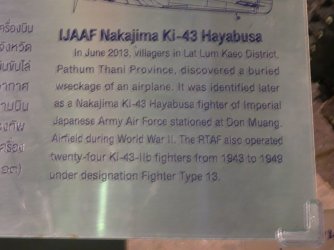 IJAAF Nakajima Ki-43 Hayabusa
In June 2013, villagers in Lat Lum Kaeo District,
Pathum Thani Province, discovered a buried
wreckage of an airplane. It was identified later
as a Nakajima Ki-43 Hayabusa fighter of Imperial
Japanese Army Air Force stationed at Don Muang
Airfield during World War II. The RTAF also operated
twenty-four Ki-43-IIb fighters from 1943 to 1949
under designation Fighter Type 13.